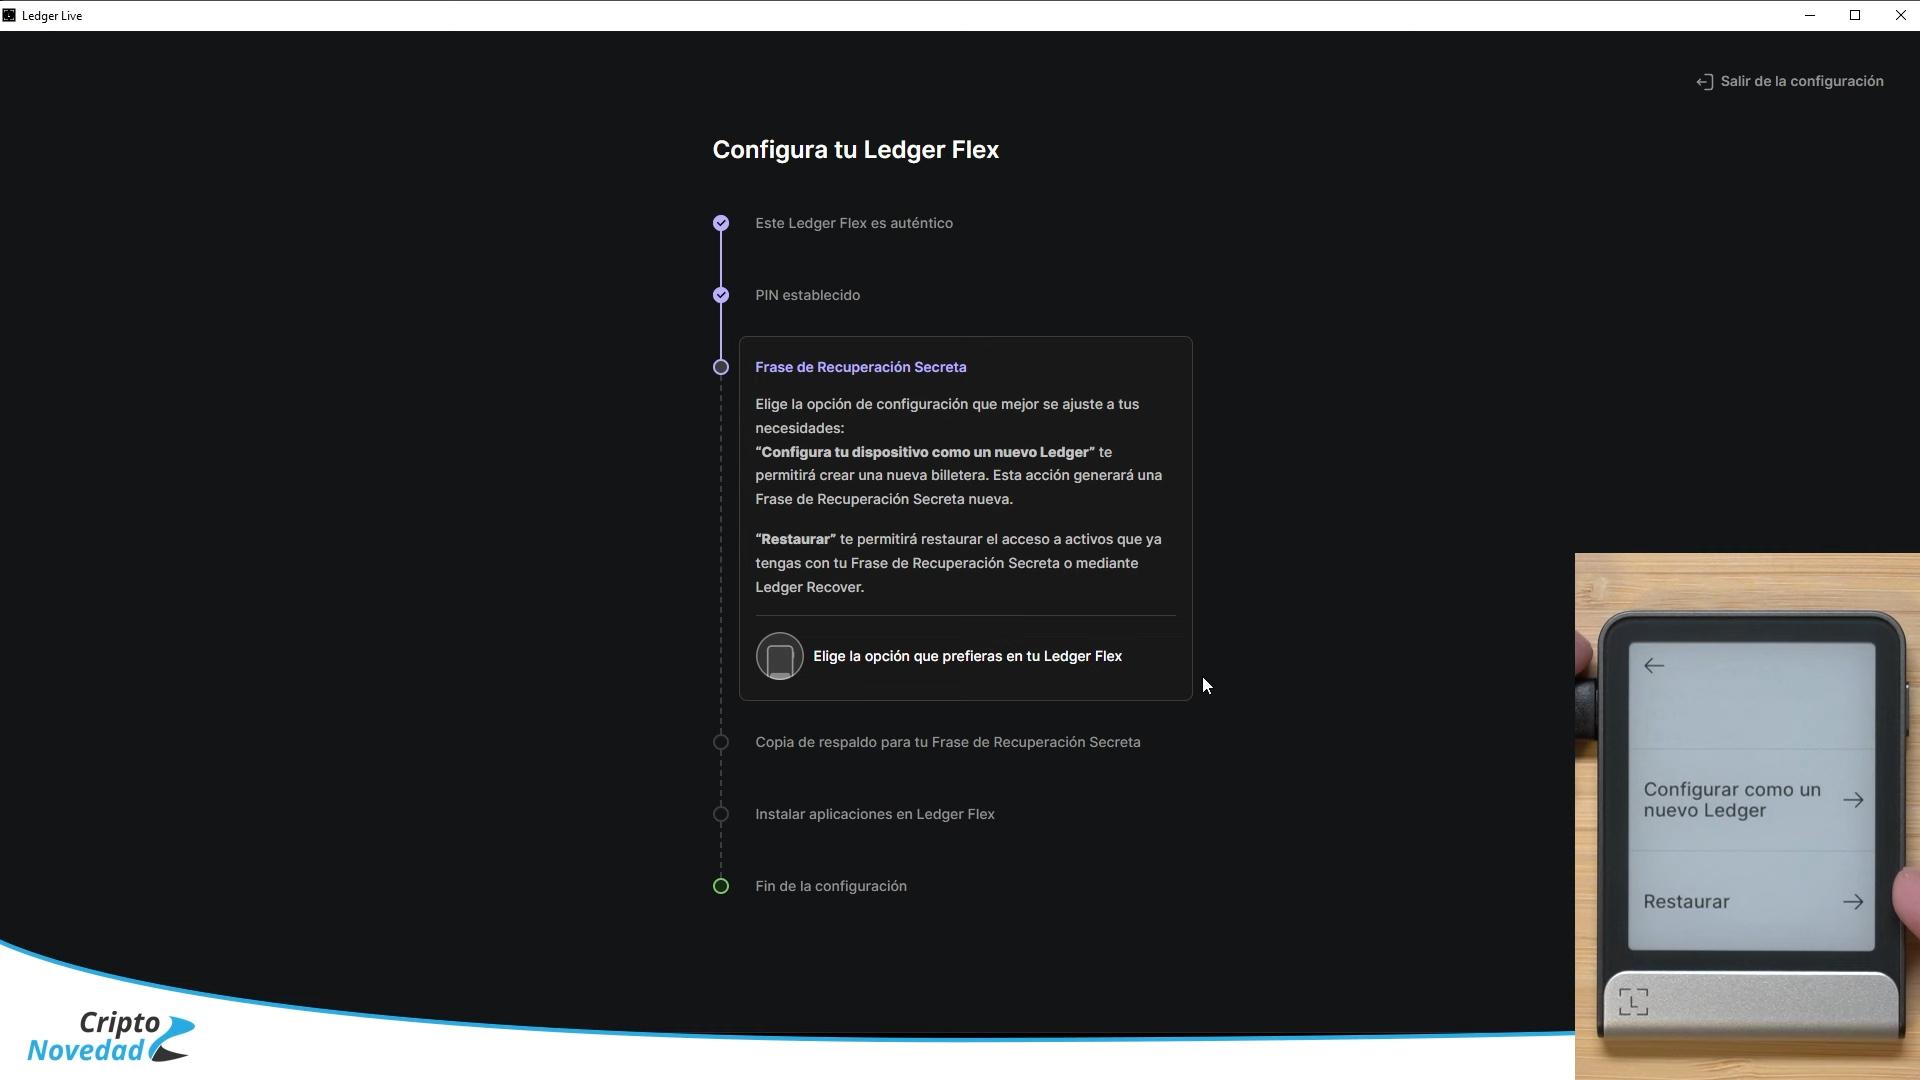 Ledger Live
Salir de la configuración
Configura tu Ledger Flex
Este Ledger Flex es auténtico
PIN establecido
Frase de Recuperación Secreta
Elige la opción de configuración que mejor se ajuste a tus
necesidades:
“Configura tu dispositivo como un nuevo Ledger” te
permitirá crear una nueva billetera. Esta acción generará una
Frase de Recuperación Secreta nueva.
“Restaurar” te permitirá restaurar el acceso a activos que ya
tengas con tu Frase de Recuperación Secreta o mediante
Ledger Recover.
Elige la opción que prefieras en tu Ledger Flex
Copia de respaldo para tu Frase de Recuperación Secreta
Instalar aplicaciones en Ledger Flex
Fin de la configuración
Configurar como un
nuevo Ledger
Restaurar
Cripto
Novedad